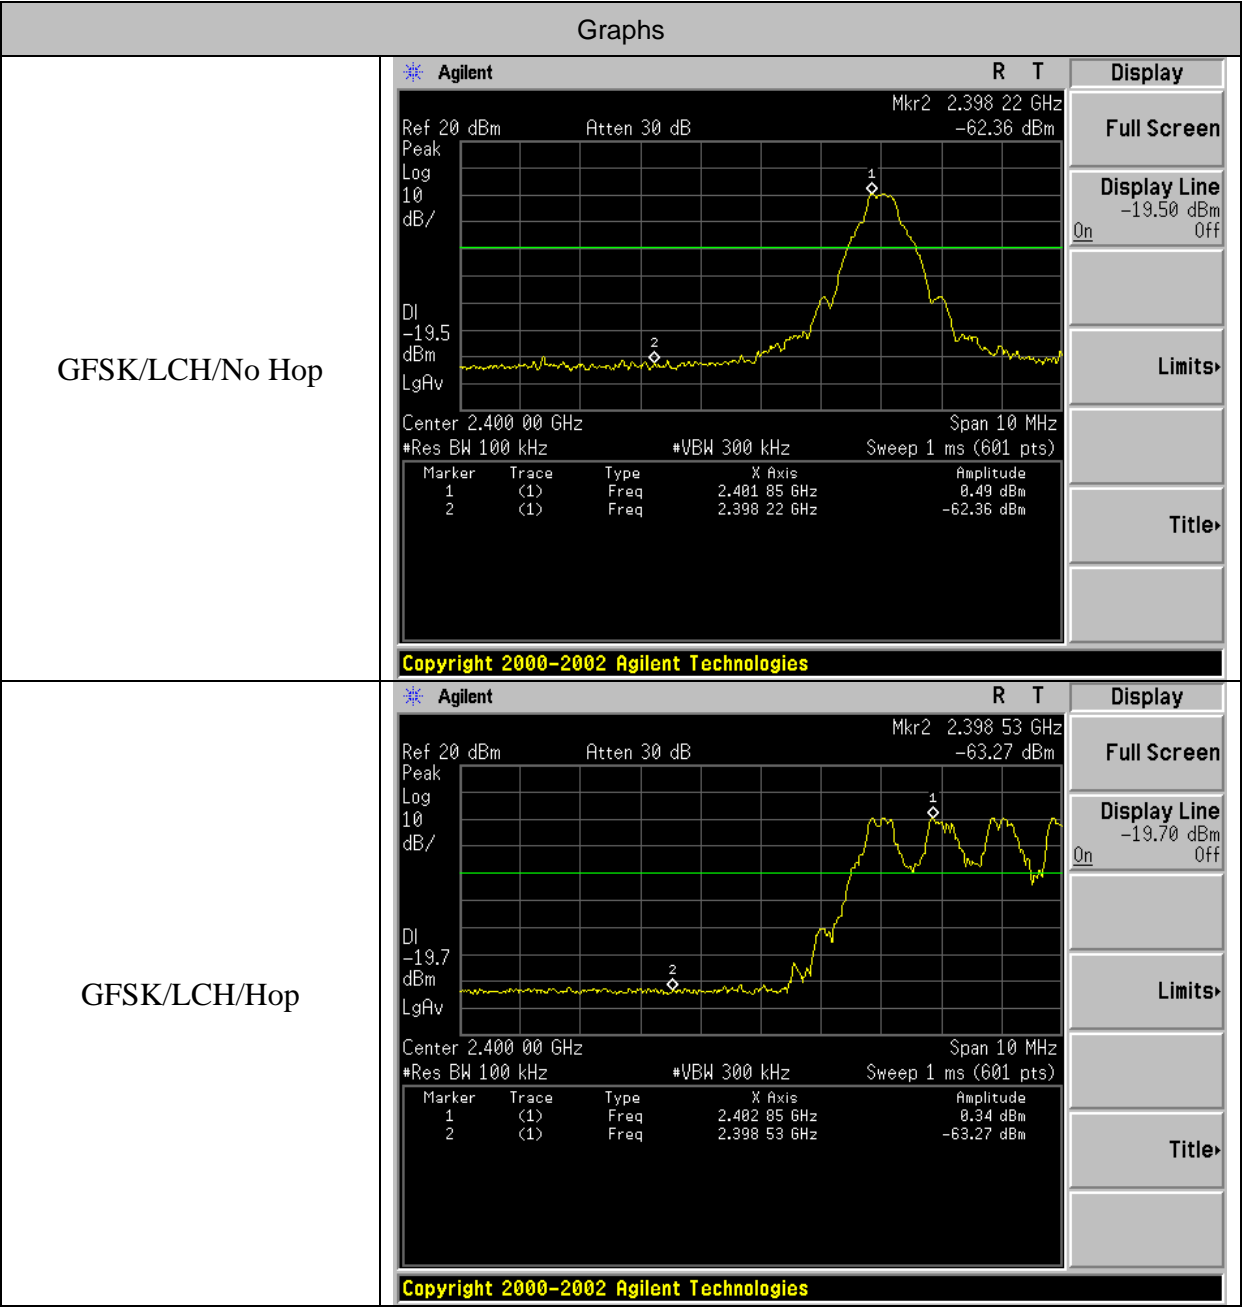 Graphs
GFSK/LCH/No Hop
Agilent R T Display
Mkr2 2.398 22 GHz
Ref 20 dBm Atten 30 dB -62.36 dBm
Full Screen
Peak
Log
10
dB/
1
Display Line
-19.50 dBm
On Off
DI
-19.5
dBm
LgAv
2
Limits
Center 2.400 00 GHz Span 10 MHz
#Res BW 100 kHz #VBW 300 kHz Sweep 1 ms (601 pts)
Marker Trace Type X Axis Amplitude
1 (1) Freq 2.401 85 GHz 0.49 dBm
2 (1) Freq 2.398 22 GHz -62.36 dBm
Title
Copyright 2000-2002 Agilent Technologies
GFSK/LCH/Hop
Agilent R T Display
Mkr2 2.398 53 GHz
Ref 20 dBm Atten 30 dB -63.27 dBm
Full Screen
Peak
Log
10
dB/
1
Display Line
-19.70 dBm
On Off
DI
-19.7
dBm
LgAv
2
Limits
Center 2.400 00 GHz Span 10 MHz
#Res BW 100 kHz #VBW 300 kHz Sweep 1 ms (601 pts)
Marker Trace Type X Axis Amplitude
1 (1) Freq 2.402 85 GHz 0.34 dBm
2 (1) Freq 2.398 53 GHz -63.27 dBm
Title
Copyright 2000-2002 Agilent Technologies